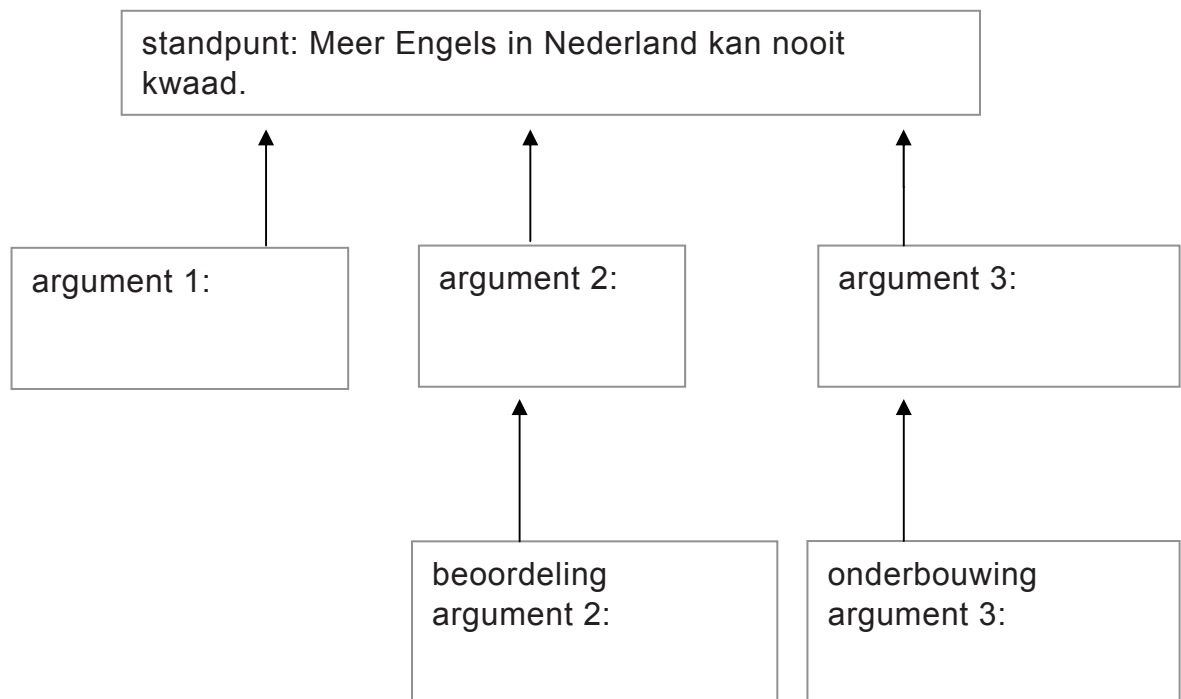 standpunt: Meer Engels in Nederland kan nooit
kwaad.
argument 1:
argument 2:
argument 3:
beoordeling
argument 2:
onderbouwing
argument 3: